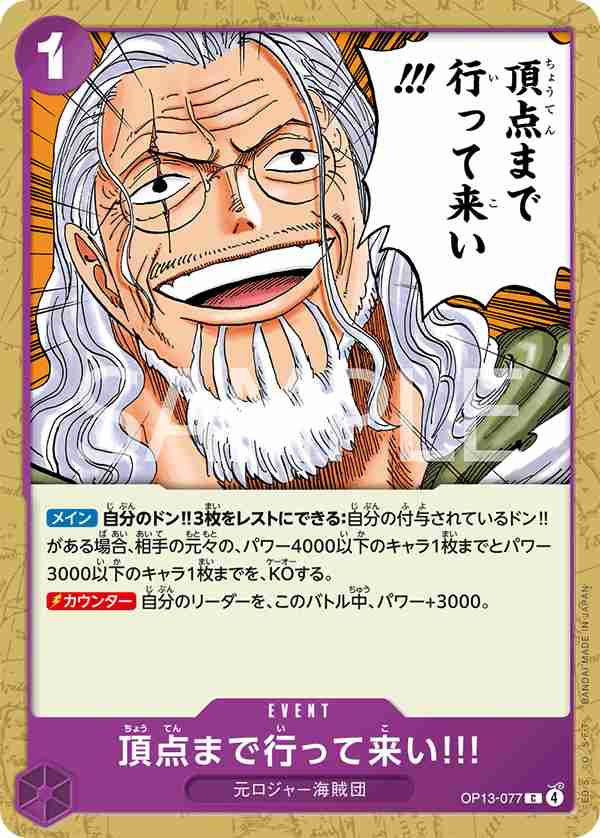 1
頂点まで
行って来い
!!!
SAMPLE
メイン 自分のドン!!3枚をレストにできる:自分の付与されているドン!!
がある場合、相手の元々の、パワー4000以下のキャラ1枚までとパワー
3000以下のキャラ1枚までを、KOする。
カウンター 自分のリーダーを、このバトル中、パワー+3000。
EVENT
頂点まで行って来い!!!
元ロジャー海賊団
OP13-077 C 4
BANDAI MADE IN JAPAN